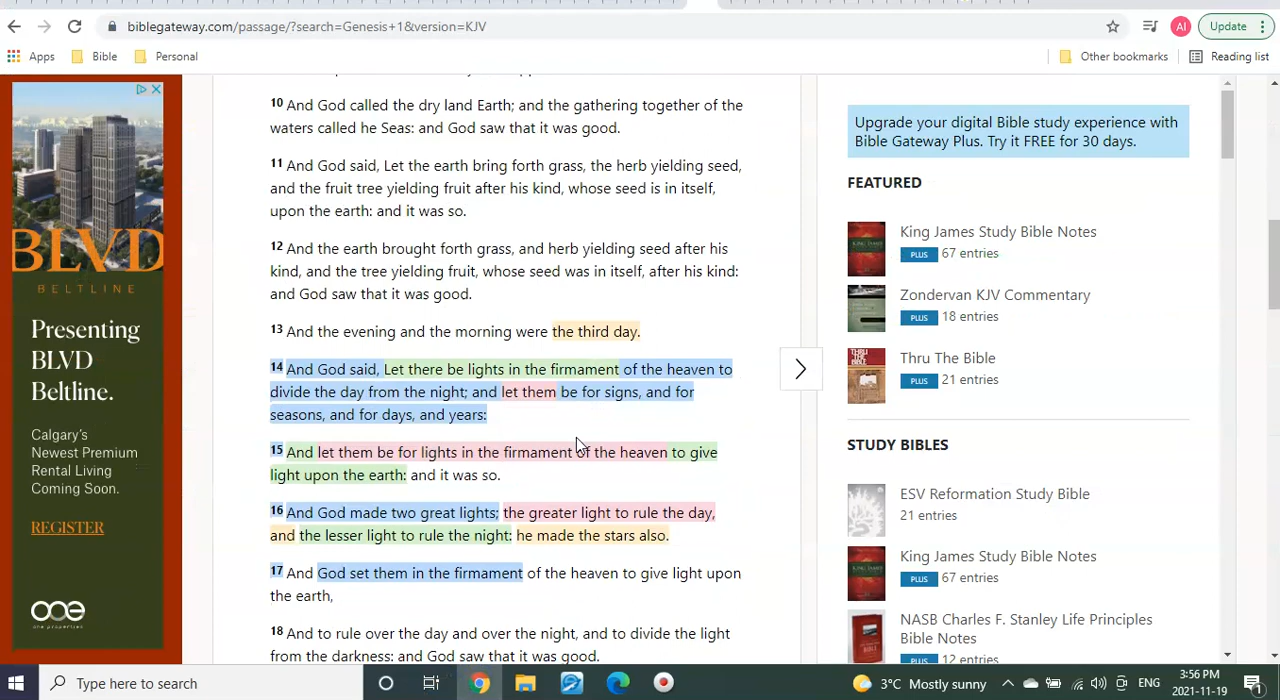 biblegateway.com/passage/?search=Genesis+1&version=KJV
AI
Update
Apps
Bible
Personal
Other bookmarks
Reading list
10 And God called the dry land Earth; and the gathering together of the
waters called he Seas: and God saw that it was good.
11 And God said, Let the earth bring forth grass, the herb yielding seed,
and the fruit tree yielding fruit after his kind, whose seed is in itself,
upon the earth: and it was so.
12 And the earth brought forth grass, and herb yielding seed after his
kind, and the tree yielding fruit, whose seed was in itself, after his kind:
and God saw that it was good.
13 And the evening and the morning were the third day.
14 And God said, Let there be lights in the firmament of the heaven to
divide the day from the night; and let them be for signs, and for
seasons, and for days, and years:
15 And let them be for lights in the firmament of the heaven to give
light upon the earth: and it was so.
16 And God made two great lights; the greater light to rule the day,
and the lesser light to rule the night: he made the stars also.
17 And God set them in the firmament of the heaven to give light upon
the earth,
18 And to rule over the day and over the night, and to divide the light
from the darkness: and God saw that it was good.
BLVD
BELTLINE
Presenting
BLVD
Beltline.
Calgary's
Newest Premium
Rental Living
Coming Soon.
REGISTER
one properties
Upgrade your digital Bible study experience with
Bible Gateway Plus. Try it FREE for 30 days.
FEATURED
King James Study Bible Notes
PLUS 67 entries
Zondervan KJV Commentary
PLUS 18 entries
Thru The Bible
PLUS 21 entries
STUDY BIBLES
ESV Reformation Study Bible
21 entries
King James Study Bible Notes
PLUS 67 entries
NASB Charles F. Stanley Life Principles
Bible Notes
PLUS 12 entries
Type here to search
3°C Mostly sunny
ENG
3:56 PM
2021-11-19
1